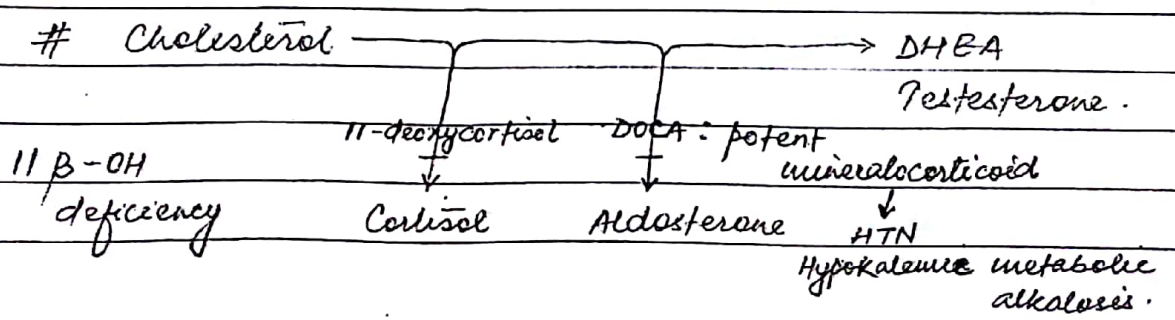 # Cholesterol → DHEA
Testesterone.
11-deoxycortisol DOCA : potent
11 β-OH mineralocorticoid
deficiency Cortisol Aldosterone ↓
HTN
Hypokalemic metabolic
alkalosis.